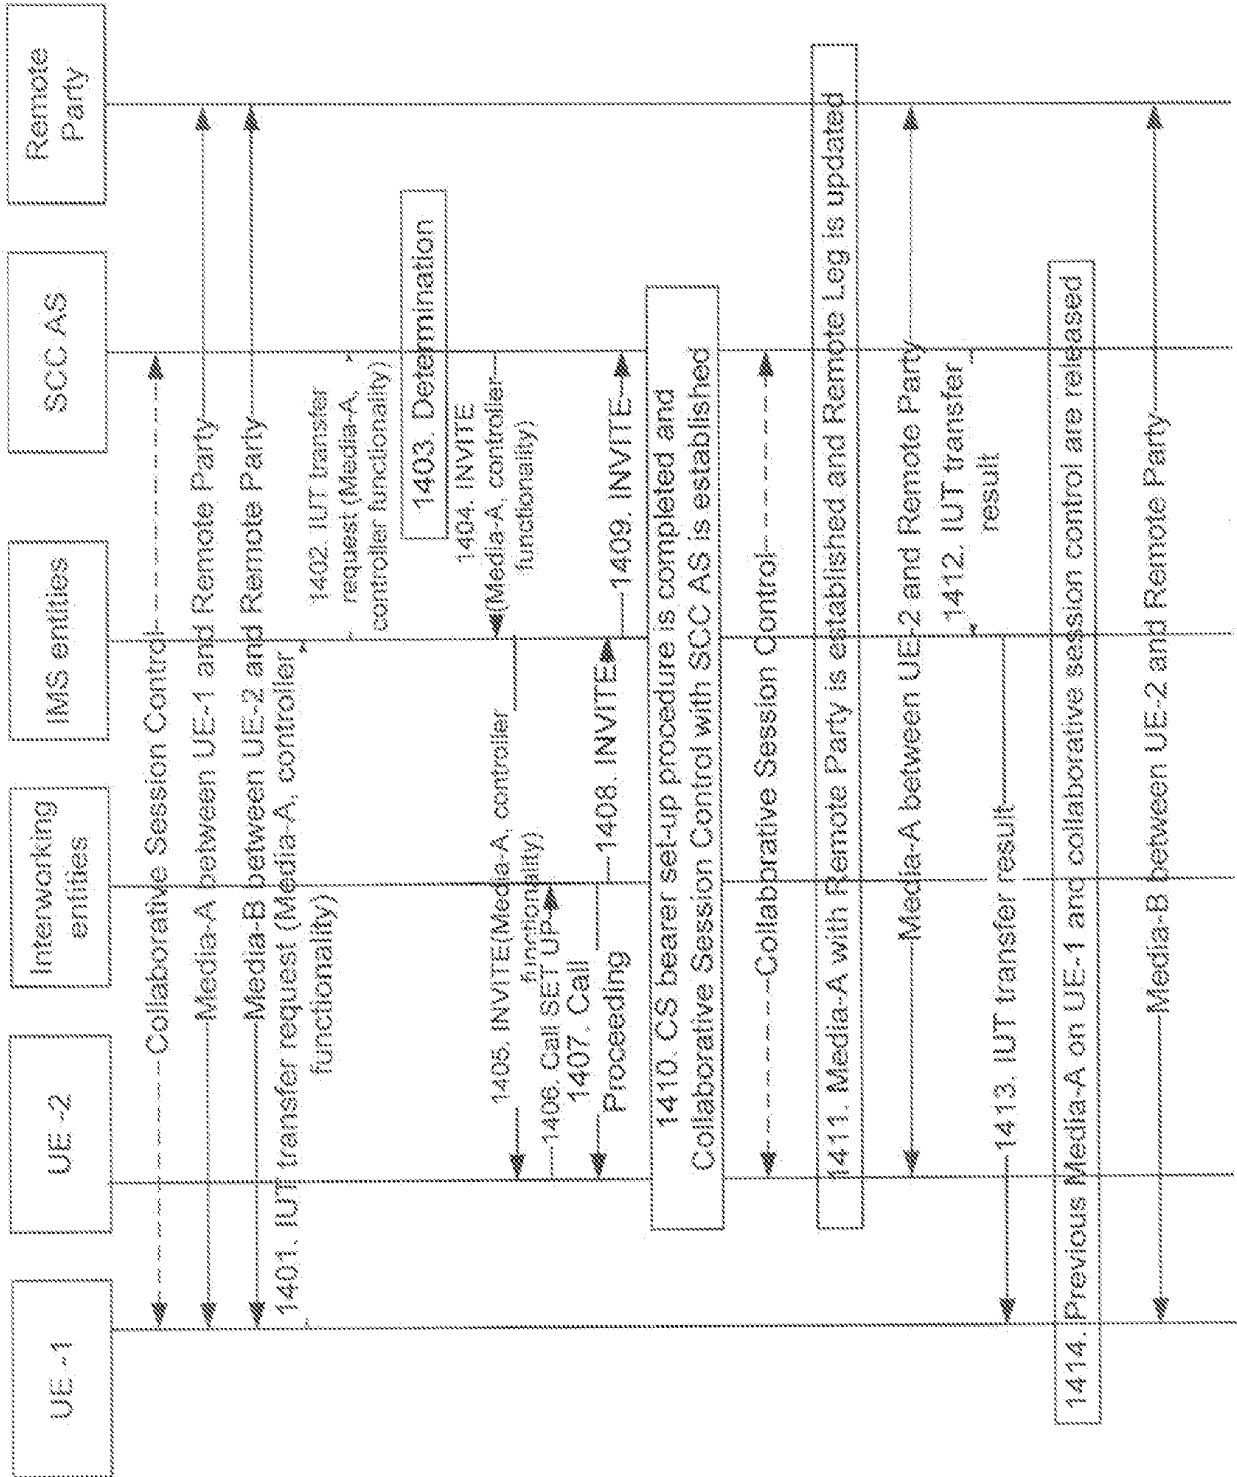 UE -1
UE -2
Interworking
entities
IMS entities
SCC AS
Remote
Party
Collaborative Session Control
Media-A between UE-1 and Remote Party
Media-B between UE-2 and Remote Party
1401. IUT transfer request (Media-A, controller
functionality)
1402. IUT transfer
request (Media-A,
controller functionality)
1403. Determination
1404. INVITE
(Media-A, controller
functionality)
1405. INVITE(Media-A, controller
functionality)
1406. Call SET UP
1407. Call
Proceeding
1408. INVITE
1409. INVITE
1410. CS bearer set-up procedure is completed and
Collaborative Session Control with SCC AS is established
Collaborative Session Control
1411. Media-A with Remote Party is established and Remote Leg is updated
Media-A between UE-2 and Remote Party
1412. IUT transfer
result
1413. IUT transfer result
1414. Previous Media-A on UE-1 and collaborative session control are released
Media-B between UE-2 and Remote Party